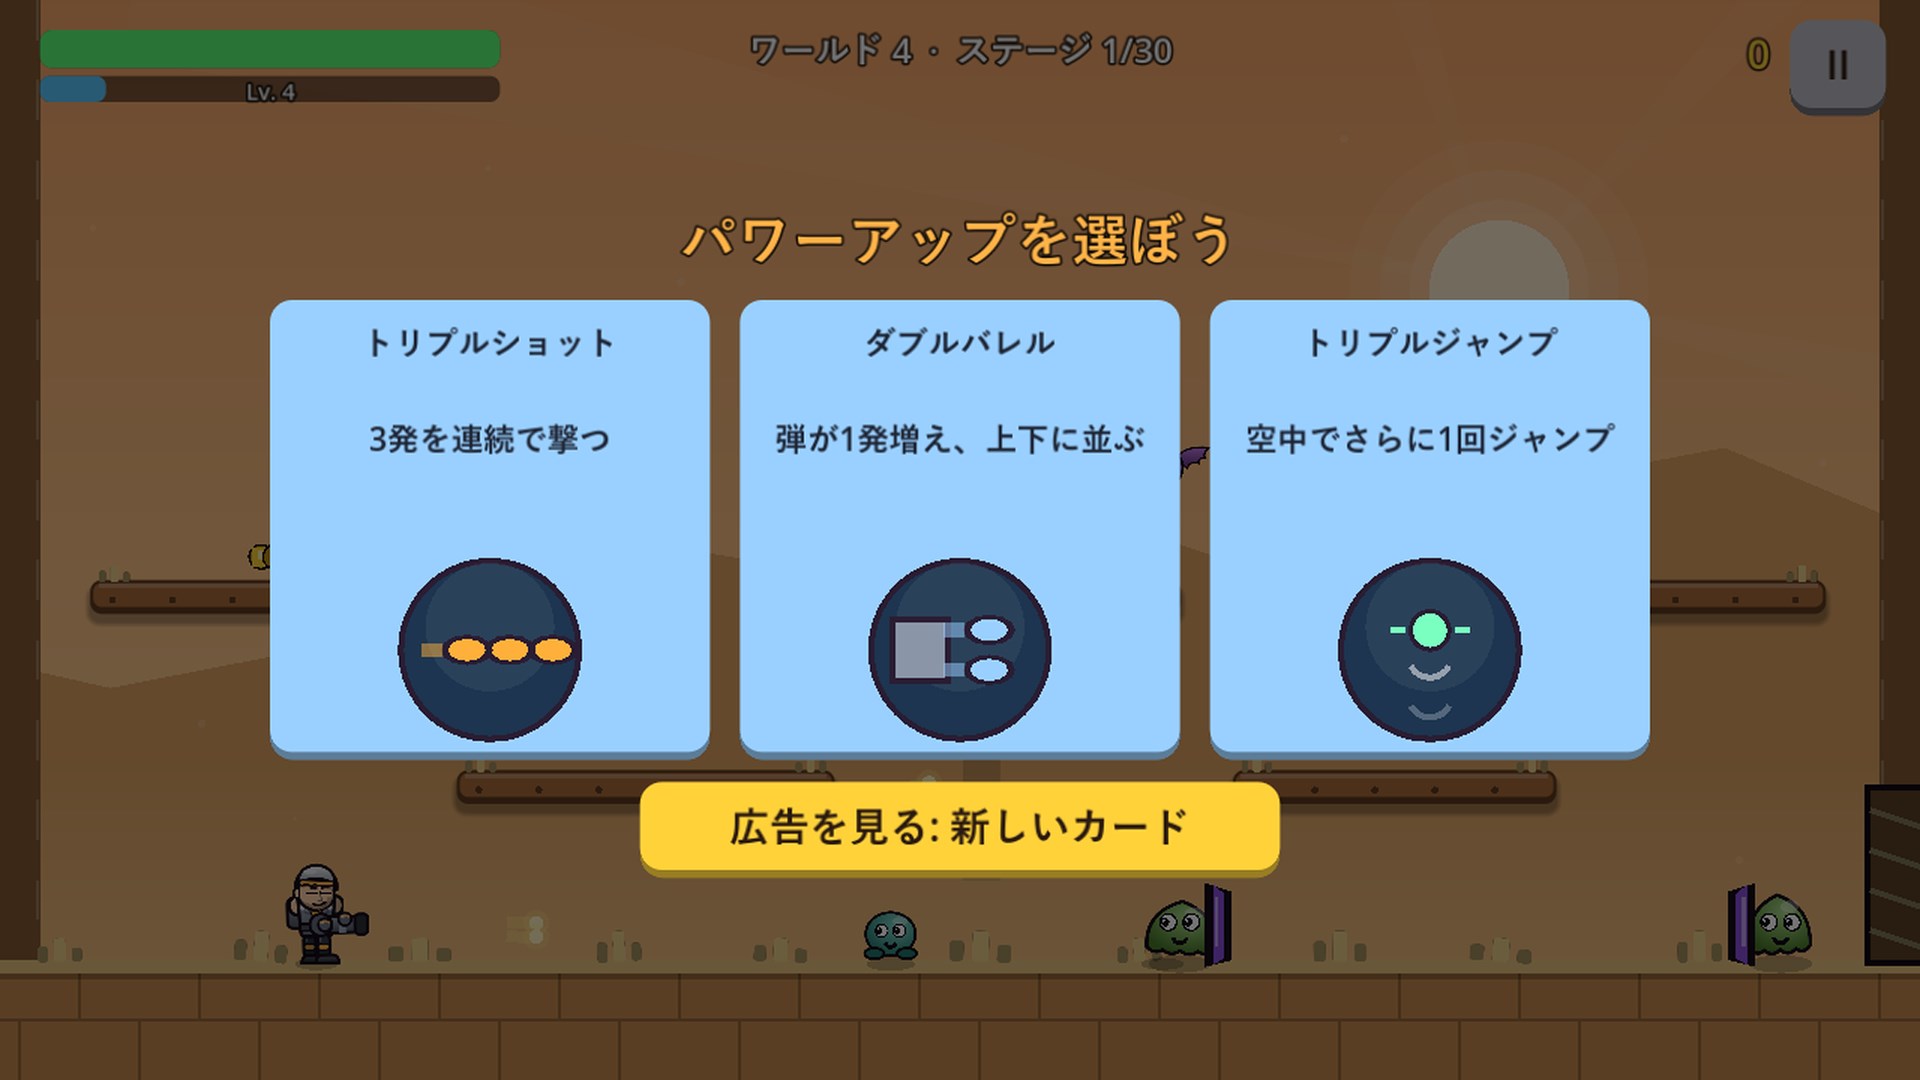 ワールド 4 · ステージ 1/30
0
Lv. 4
パワーアップを選ぼう
トリプルショット
3発を連続で撃つ
ダブルバレル
弾が1発増え、上下に並ぶ
トリプルジャンプ
空中でさらに1回ジャンプ
広告を見る: 新しいカード